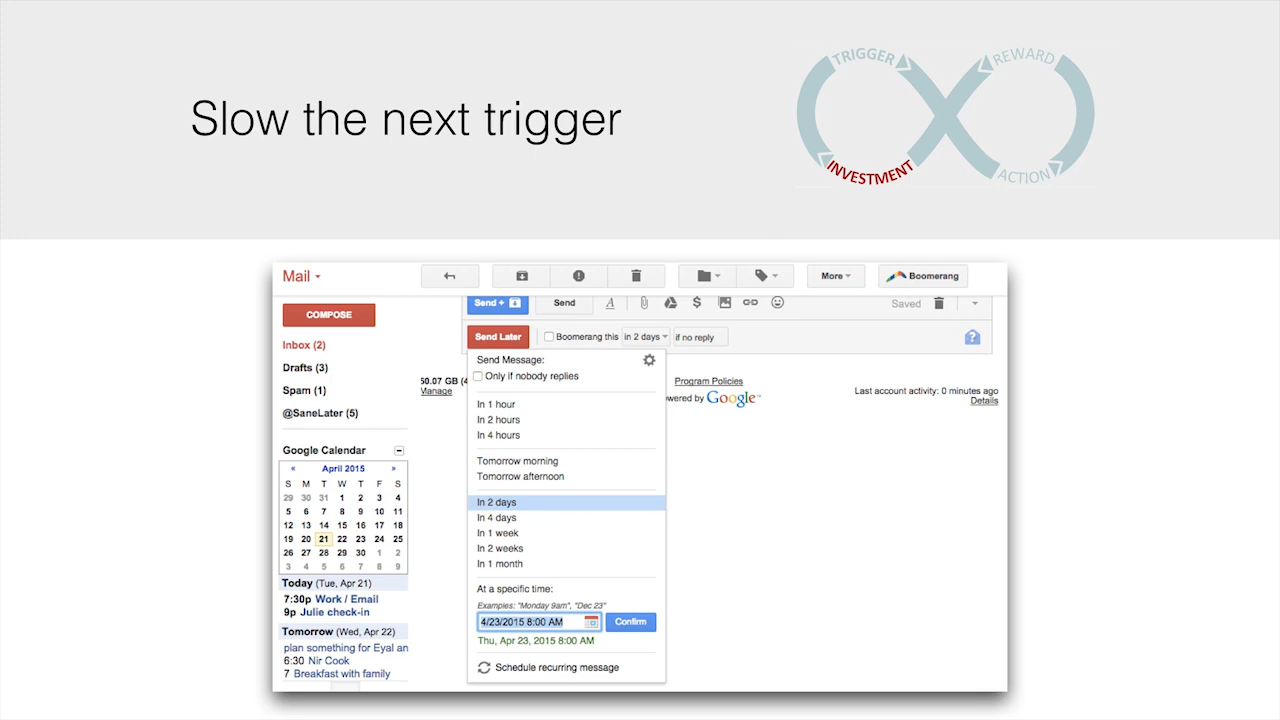 Slow the next trigger
TRIGGER
REWARD
INVESTMENT
ACTION
Mail
More
Boomerang
COMPOSE
Inbox (2)
Drafts (3)
Spam (1)
@SaneLater (5)
Send +
Send
Saved
Send Later
Boomerang this in 2 days if no reply
?
Send Message:
Only if nobody replies
In 1 hour
In 2 hours
In 4 hours
Tomorrow morning
Tomorrow afternoon
In 2 days
In 4 days
In 1 week
In 2 weeks
In 1 month
At a specific time:
Examples: "Monday 9am", "Dec 23"
4/23/2015 8:00 AM
Confirm
Thu, Apr 23, 2015 8:00 AM
Schedule recurring message
50.07 GB (4
Manage
Program Policies
wered by Google™
Last account activity: 0 minutes ago
Details
Google Calendar
« April 2015 »
S M T W T F S
29 30 31 1 2 3 4
5 6 7 8 9 10 11
12 13 14 15 16 17 18
19 20 21 22 23 24 25
26 27 28 29 30 1 2
3 4 5 6 7 8 9
Today (Tue, Apr 21)
7:30p Work / Email
9p Julie check-in
Tomorrow (Wed, Apr 22)
plan something for Eyal an
6:30 Nir Cook
7 Breakfast with family